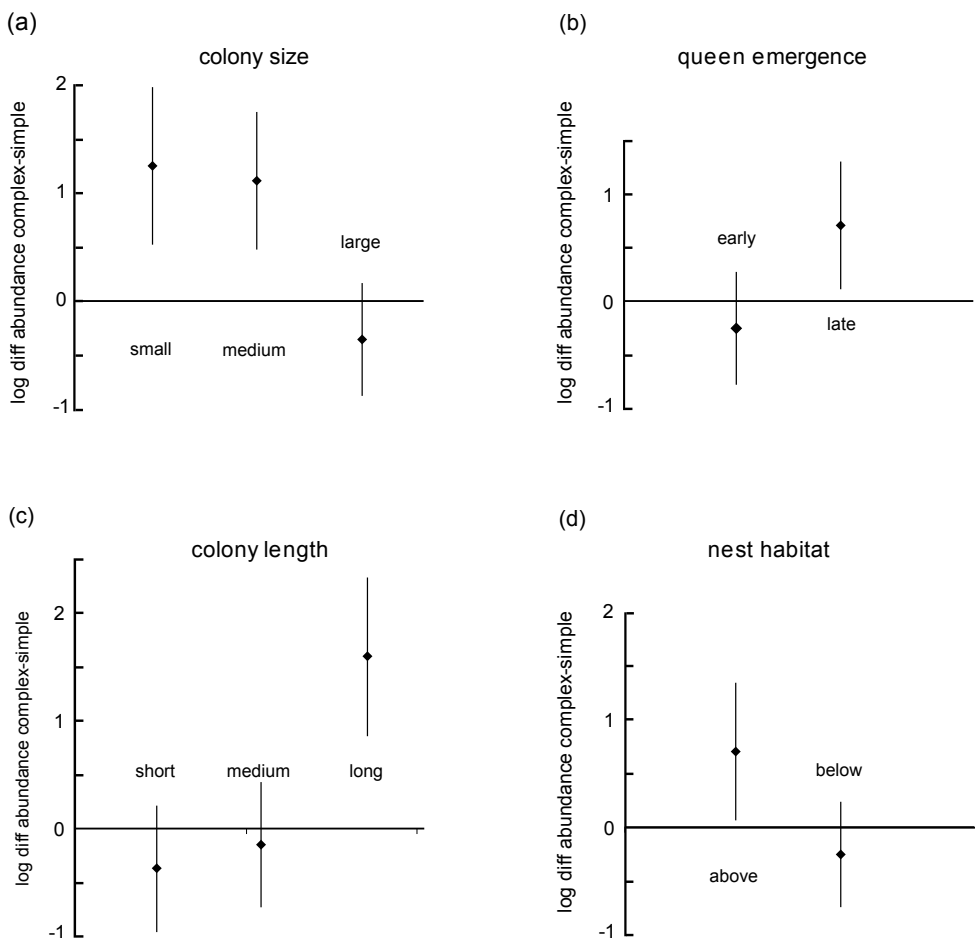 (a)
colony size
log diff abundance complex-simple
2
1
0
-1
small
medium
large
(b)
queen emergence
log diff abundance complex-simple
1
0
-1
early
late
(c)
colony length
log diff abundance complex-simple
2
1
0
-1
short
medium
long
(d)
nest habitat
log diff abundance complex-simple
2
1
0
-1
above
below